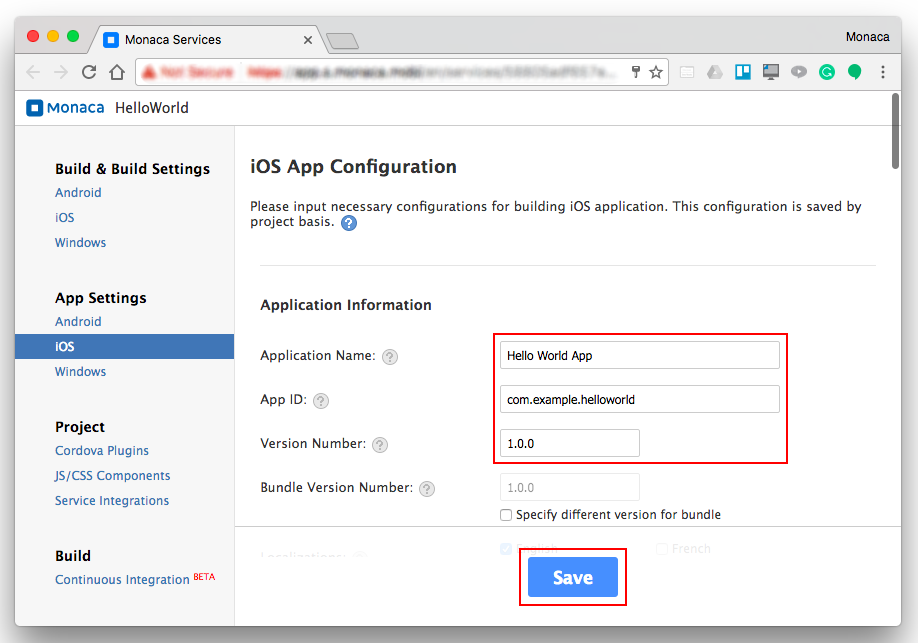 Monaca Services
Monaca
Not Secure
Monaca HelloWorld
Build & Build Settings
Android
iOS
Windows
App Settings
Android
iOS
Windows
Project
Cordova Plugins
JS/CSS Components
Service Integrations
Build
Continuous Integration BETA
iOS App Configuration
Please input necessary configurations for building iOS application. This configuration is saved by
project basis. ?
Application Information
Application Name: ? Hello World App
App ID: ? com.example.helloworld
Version Number: ? 1.0.0
Bundle Version Number: ? 1.0.0
Specify different version for bundle
English French
Save